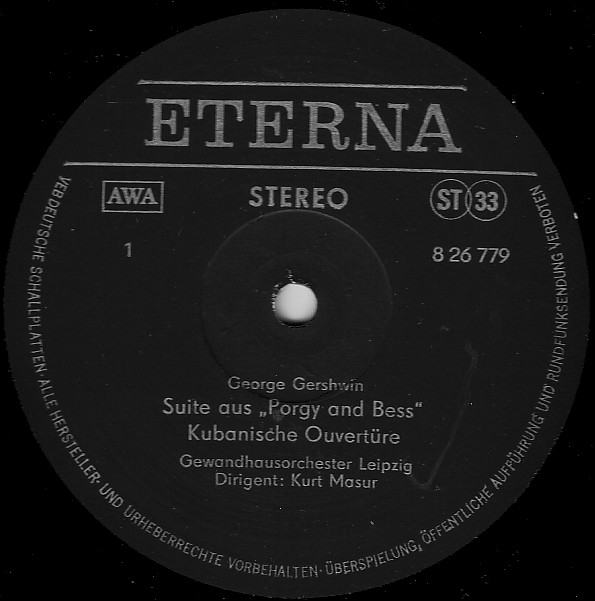 ETERNA
AWA
STEREO
ST 33
1
8 26 779
George Gershwin
Suite aus „Porgy and Bess“
Kubanische Ouvertüre
Gewandhausorchester Leipzig
Dirigent: Kurt Masur
VEB DEUTSCHE SCHALLPLATTEN · ALLE HERSTELLER- UND URHEBERRECHTE VORBEHALTEN · ÜBERSPIELUNG, ÖFFENTLICHE AUFFÜHRUNG UND RUNDFUNKSENDUNG VERBOTEN